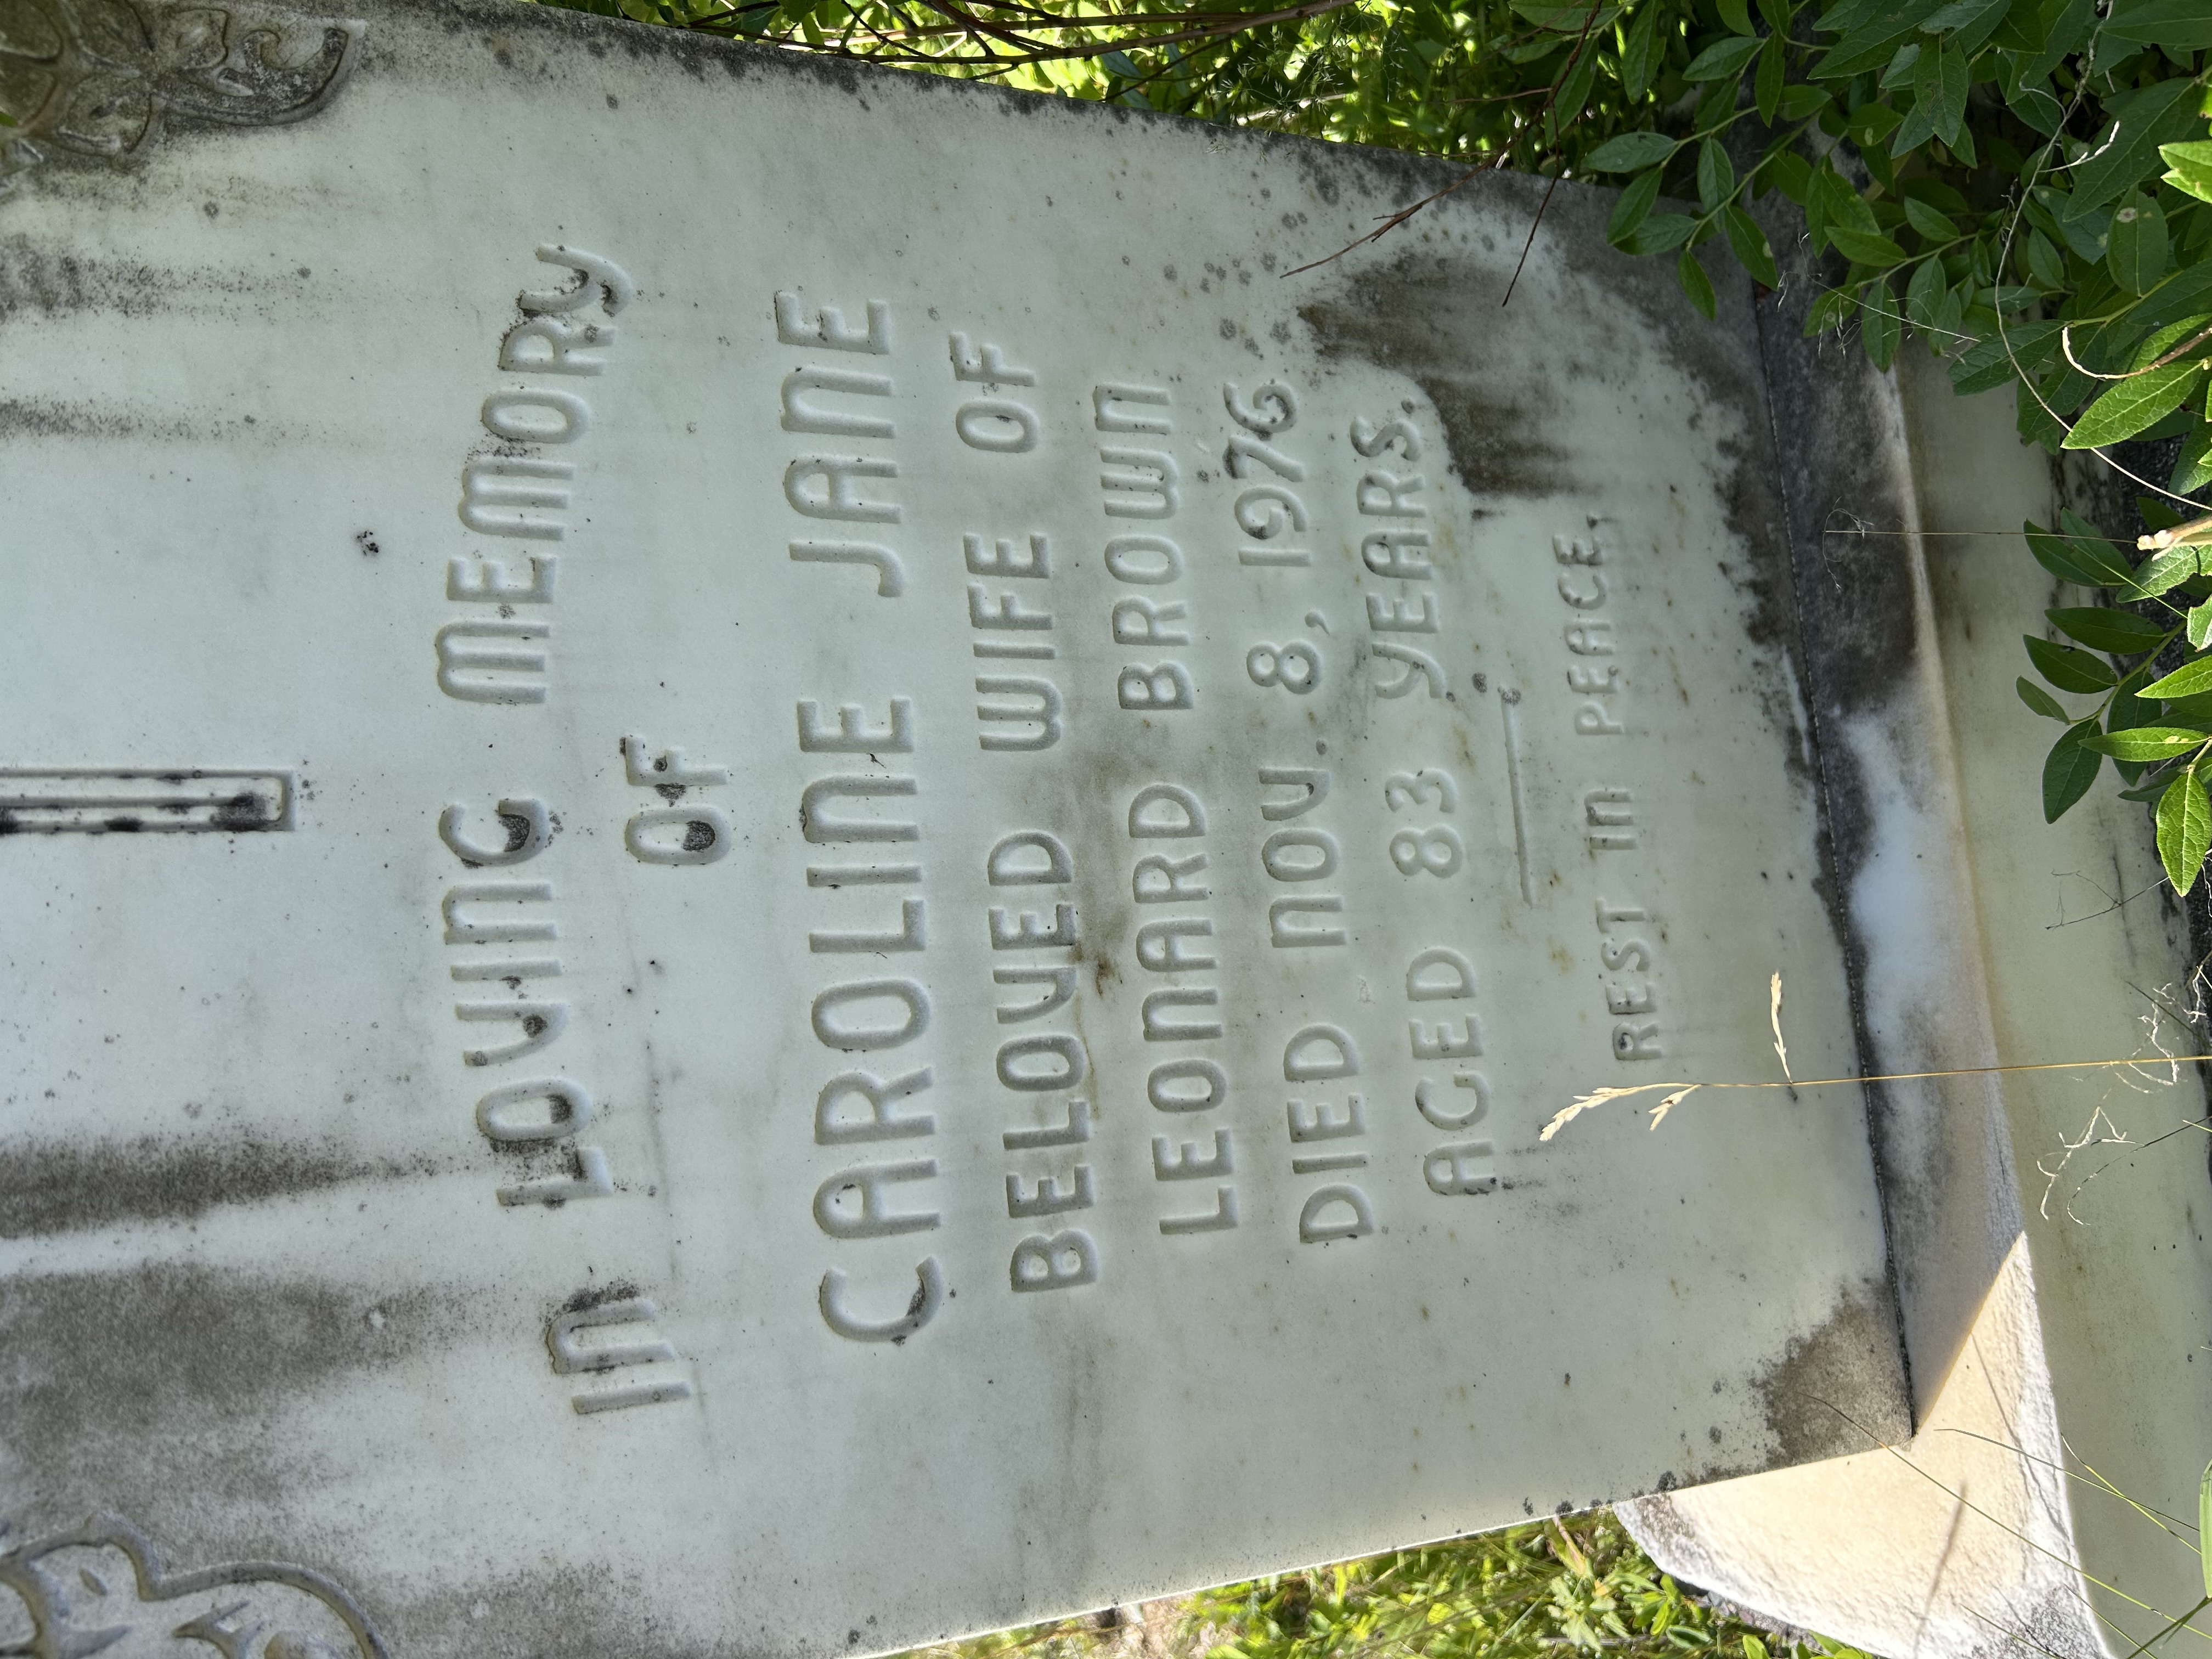 In LOVING MEMORY
OF
CAROLINE JANE
BELOVED WIFE OF
LEONARD BROWN
DIED NOV. 8, 1976
AGED 83 YEARS.
REST In PEACE.